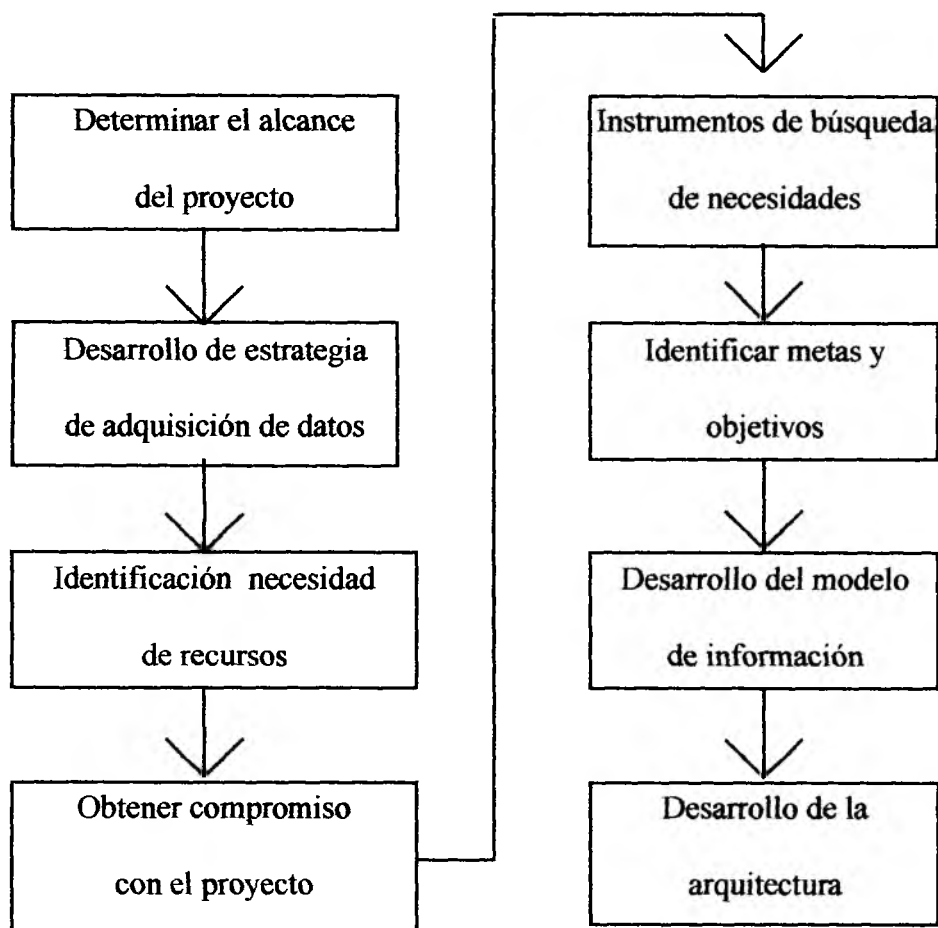 Determinar el alcance
del proyecto
Desarrollo de estrategia
de adquisición de datos
Identificación necesidad
de recursos
Obtener compromiso
con el proyecto
Instrumentos de búsqueda
de necesidades
Identificar metas y
objetivos
Desarrollo del modelo
de información
Desarrollo de la
arquitectura